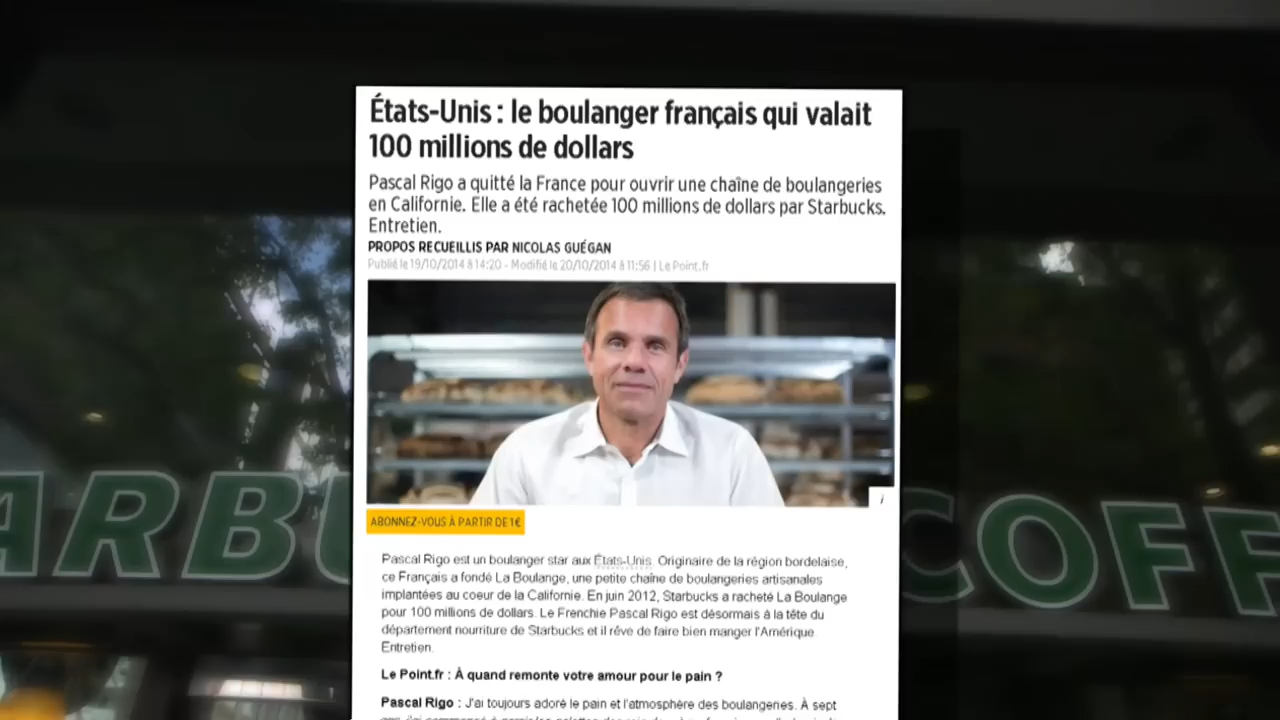 États-Unis : le boulanger français qui valait
100 millions de dollars
Pascal Rigo a quitté la France pour ouvrir une chaîne de boulangeries
en Californie. Elle a été rachetée 100 millions de dollars par Starbucks.
Entretien.
PROPOS RECUEILLIS PAR NICOLAS GUÉGAN
Publié le 19/10/2014 à 14:20 - Modifié le 20/10/2014 à 11:56 | Le Point.fr
i
ABONNEZ-VOUS À PARTIR DE 1€
ARBU
COFF
Pascal Rigo est un boulanger star aux États-Unis. Originaire de la région bordelaise,
ce Français a fondé La Boulange, une petite chaîne de boulangeries artisanales
implantées au coeur de la Californie. En juin 2012, Starbucks a racheté La Boulange
pour 100 millions de dollars. Le Frenchie Pascal Rigo est désormais à la tête du
département nourriture de Starbucks et il rêve de faire bien manger l'Amérique
Entretien.
Le Point.fr : À quand remonte votre amour pour le pain ?
Pascal Rigo : J'ai toujours adoré le pain et l'atmosphère des boulangeries. À sept